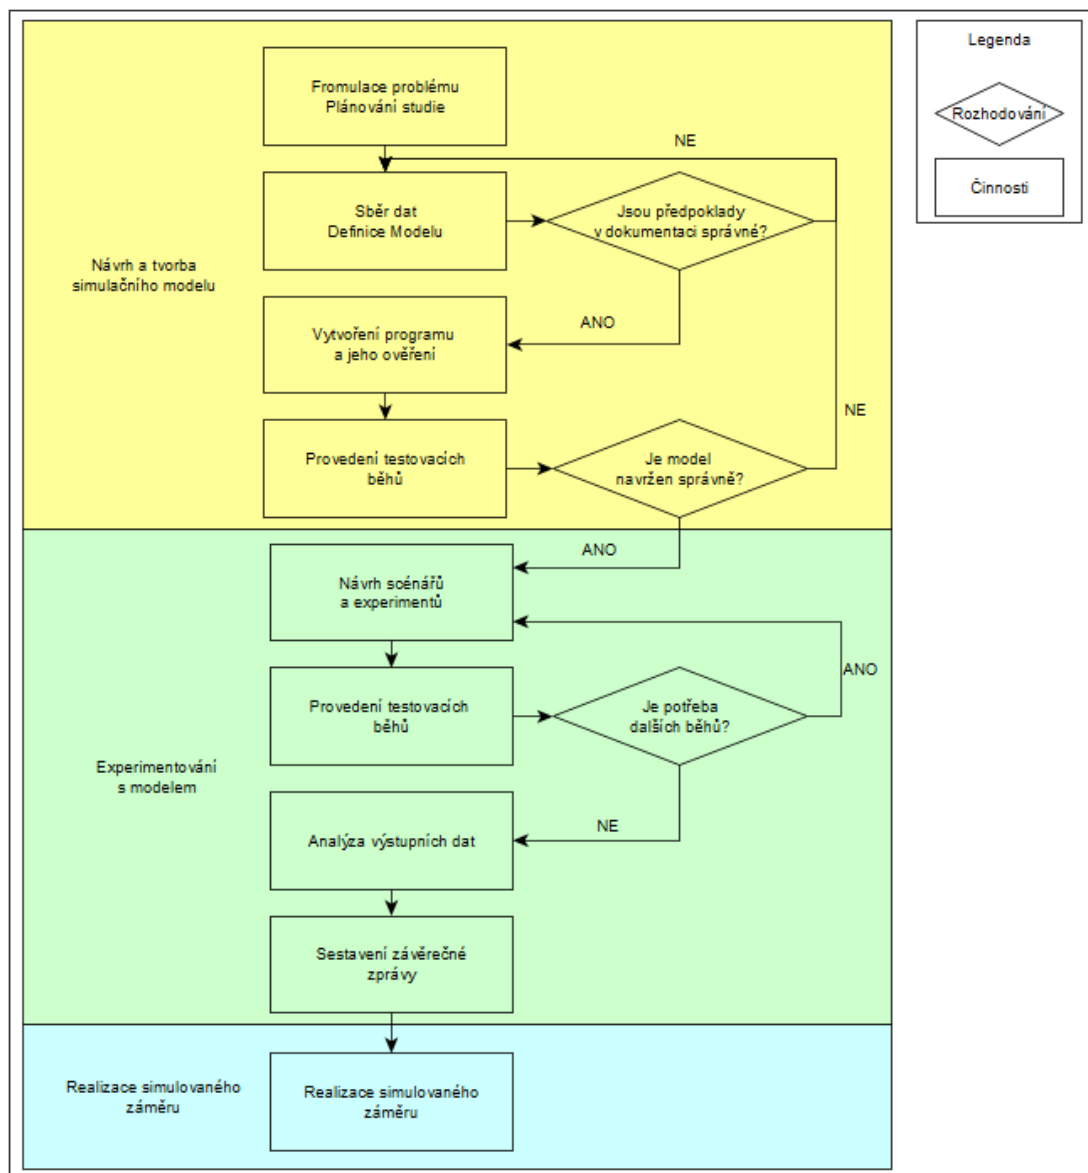 Legenda
Rozhodování
Činnosti
Fromulace problému
Plánování studie
NE
Sběr dat
Definice Modelu
Jsou předpoklady
v dokumentaci správné?
Návrh a tvorba
simulačního modelu
ANO
Vytvoření programu
a jeho ověření
NE
Provedení testovacích
běhů
Je model
navržen správně?
ANO
Návrh scénářů
a experimentů
ANO
Provedení testovacích
běhů
Je potřeba
dalších běhů?
Experimentování
s modelem
NE
Analýza výstupních dat
Sestavení závěrečné
zprávy
Realizace simulovaného
záměru
Realizace simulovaného
záměru